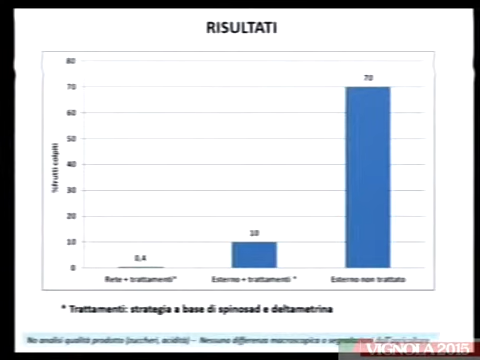 RISULTATI
80
70
60
50
40
30
20
10
0
%frutti colpiti
0,4
10
70
Rete + trattamenti*
Esterno + trattamenti *
Esterno non trattato
* Trattamenti: strategia a base di spinosad e deltametrina
No analisi qualità prodotto (zuccheri, acidità) - Nessuna differenza macroscopica
VIGNOLA 2015